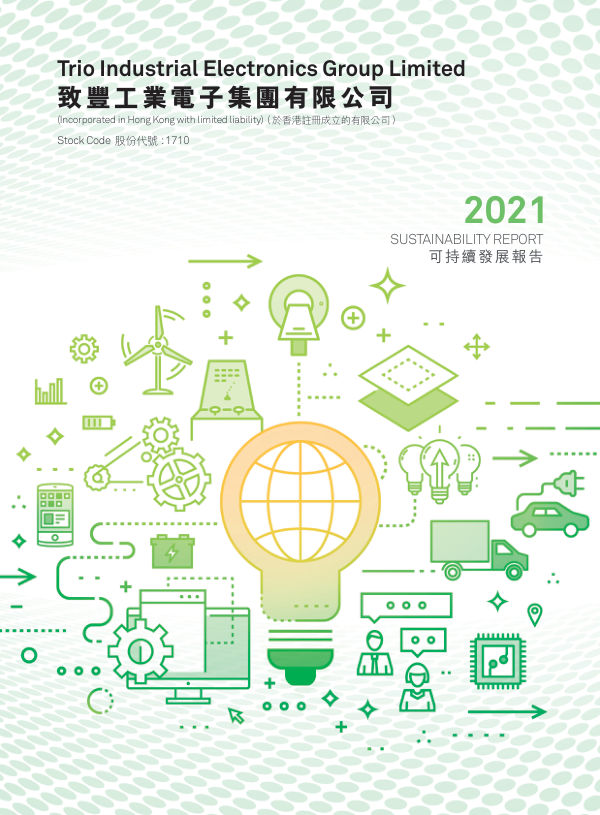 Trio Industrial Electronics Group Limited
致豐工業電子集團有限公司
(Incorporated in Hong Kong with limited liability) (於香港註冊成立的有限公司)
Stock Code 股份代號 : 1710
2021
SUSTAINABILITY REPORT
可持續發展報告